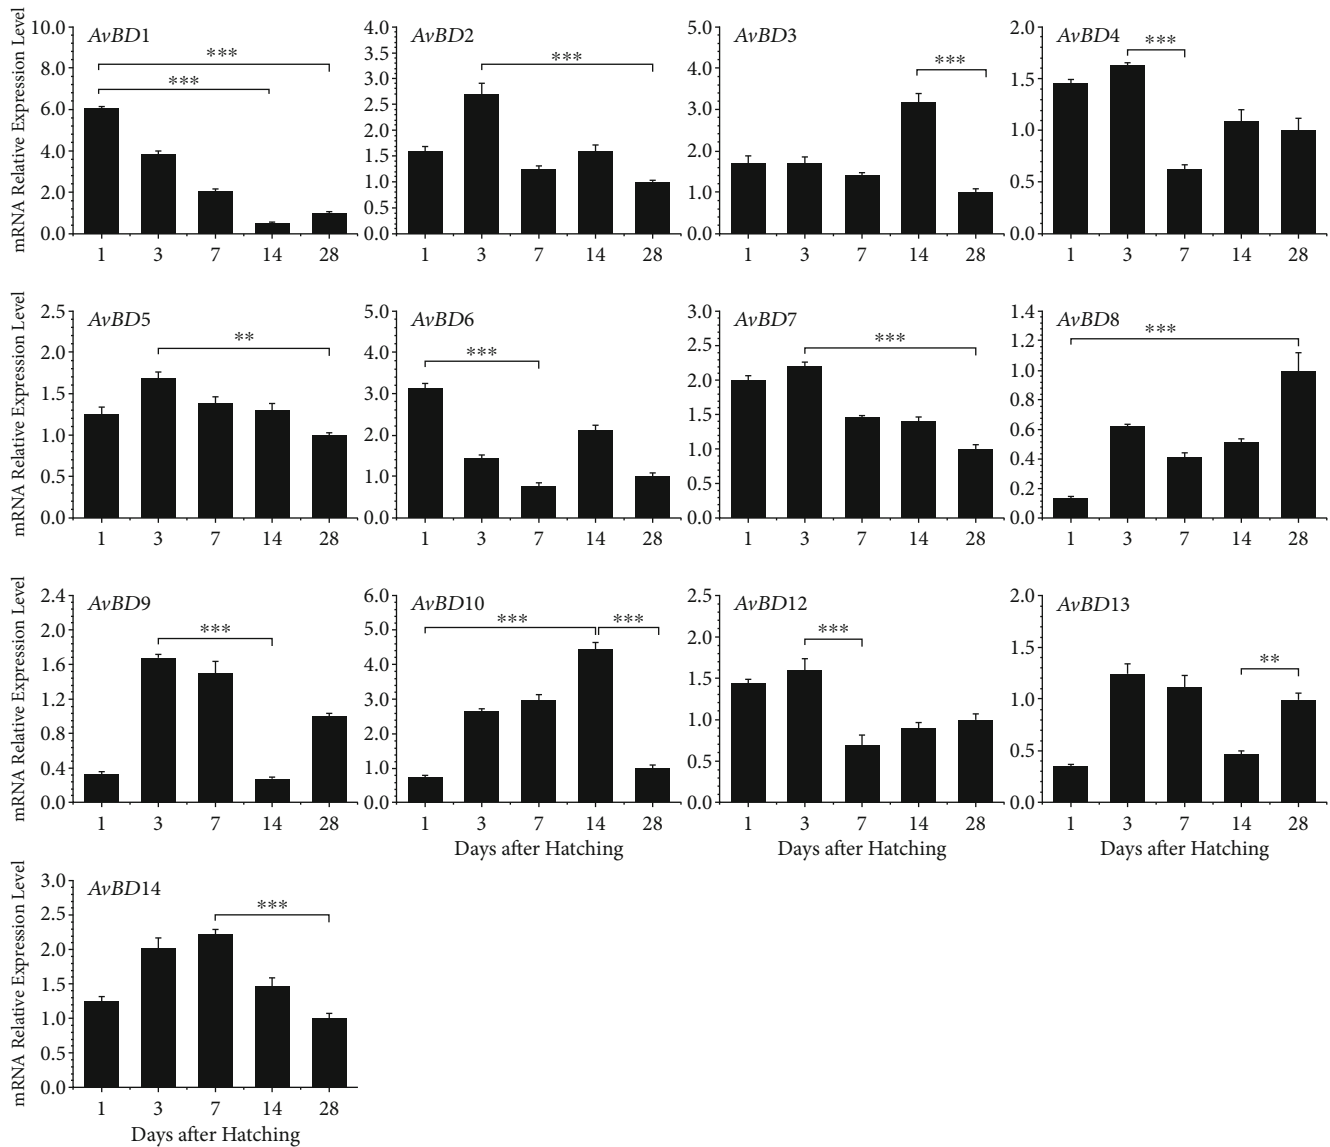 mRNA Relative Expression Level
AvBD1
10.0
8.0
6.0
4.0
2.0
0.0
***
***
1 3 7 14 28
AvBD2
4.0
3.5
3.0
2.5
2.0
1.5
1.0
0.5
0.0
***
1 3 7 14 28
AvBD3
5.0
4.0
3.0
2.0
1.0
0.0
***
1 3 7 14 28
AvBD4
2.0
1.5
1.0
0.5
0.0
***
1 3 7 14 28
mRNA Relative Expression Level
AvBD5
2.5
2.0
1.5
1.0
0.5
0.0
**
1 3 7 14 28
AvBD6
5.0
4.0
3.0
2.0
1.0
0.0
***
1 3 7 14 28
AvBD7
3.0
2.5
2.0
1.5
1.0
0.5
0.0
***
1 3 7 14 28
AvBD8
1.4
1.2
1.0
0.8
0.6
0.4
0.2
0.0
***
1 3 7 14 28
mRNA Relative Expression Level
AvBD9
2.4
2.0
1.6
1.2
0.8
0.4
0.0
***
1 3 7 14 28
AvBD10
6.0
5.0
4.0
3.0
2.0
1.0
0.0
***
***
1 3 7 14 28
Days after Hatching
AvBD12
2.5
2.0
1.5
1.0
0.5
0.0
***
1 3 7 14 28
Days after Hatching
AvBD13
2.0
1.5
1.0
0.5
0.0
**
1 3 7 14 28
Days after Hatching
mRNA Relative Expression Level
AvBD14
3.0
2.5
2.0
1.5
1.0
0.5
0.0
***
1 3 7 14 28
Days after Hatching